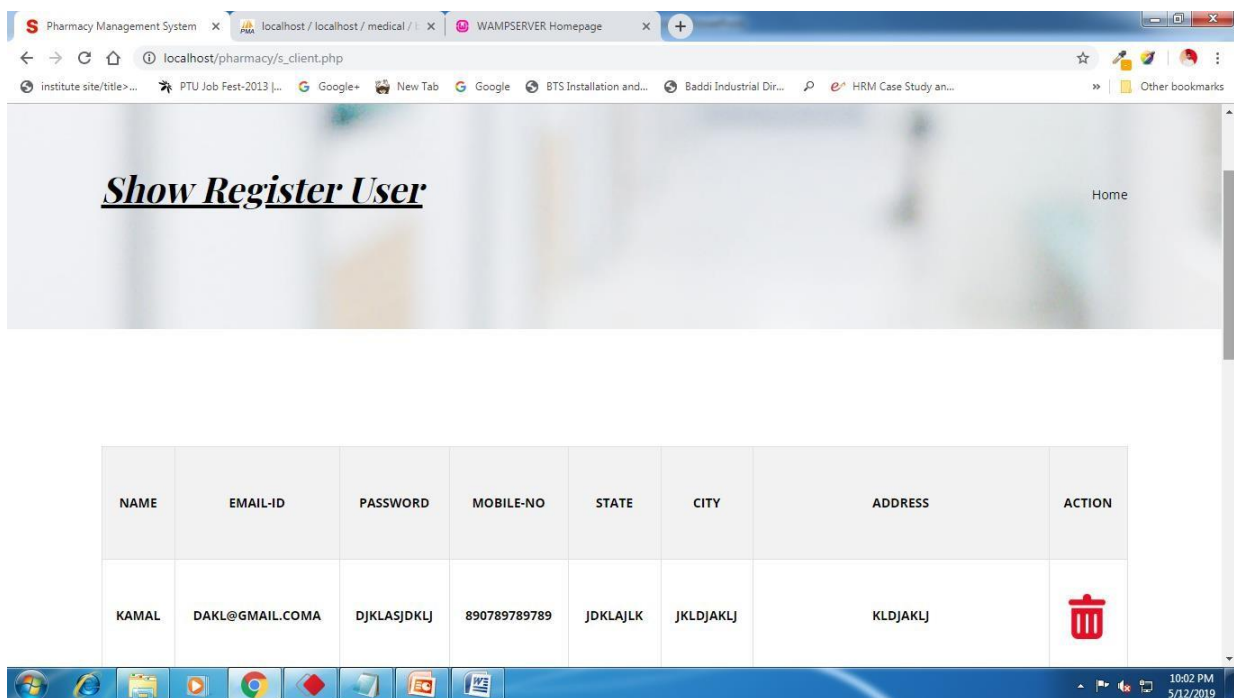 S Pharmacy Management System
localhost / localhost / medical /
WAMPSERVER Homepage
localhost/pharmacy/s_client.php
institute site/title>... PTU Job Fest-2013 |... Google+ New Tab Google BTS Installation and... Baddi Industrial Dir... HRM Case Study an... » Other bookmarks
Show Register User
Home
NAME EMAIL-ID PASSWORD MOBILE-NO STATE CITY ADDRESS ACTION
KAMAL DAKL@GMAIL.COMA DJKLASJDKLJ 890789789789 JDKLAJLK JKLDJAKLJ KLDJAKLJ
10:02 PM
5/12/2019